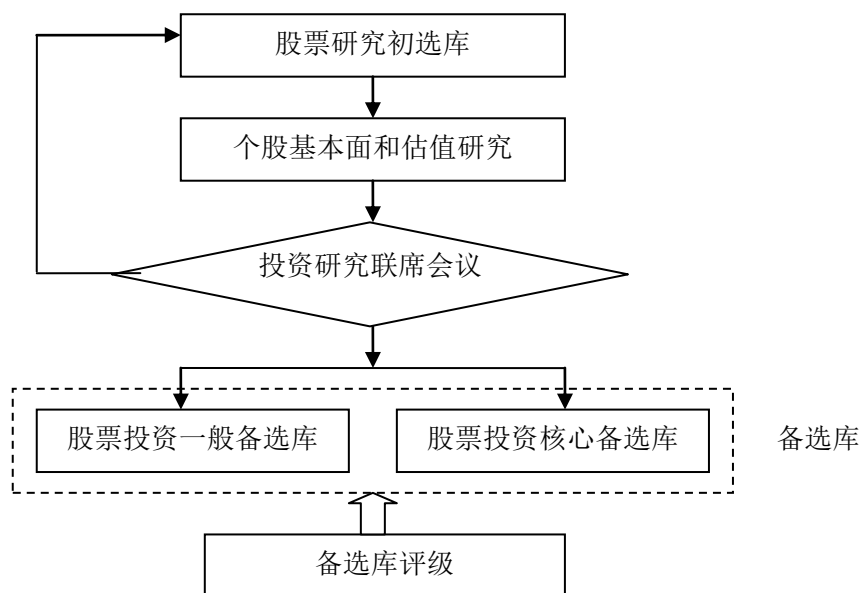 股票研究初选库
个股基本面和估值研究
投资研究联席会议
股票投资一般备选库
股票投资核心备选库
备选库
备选库评级